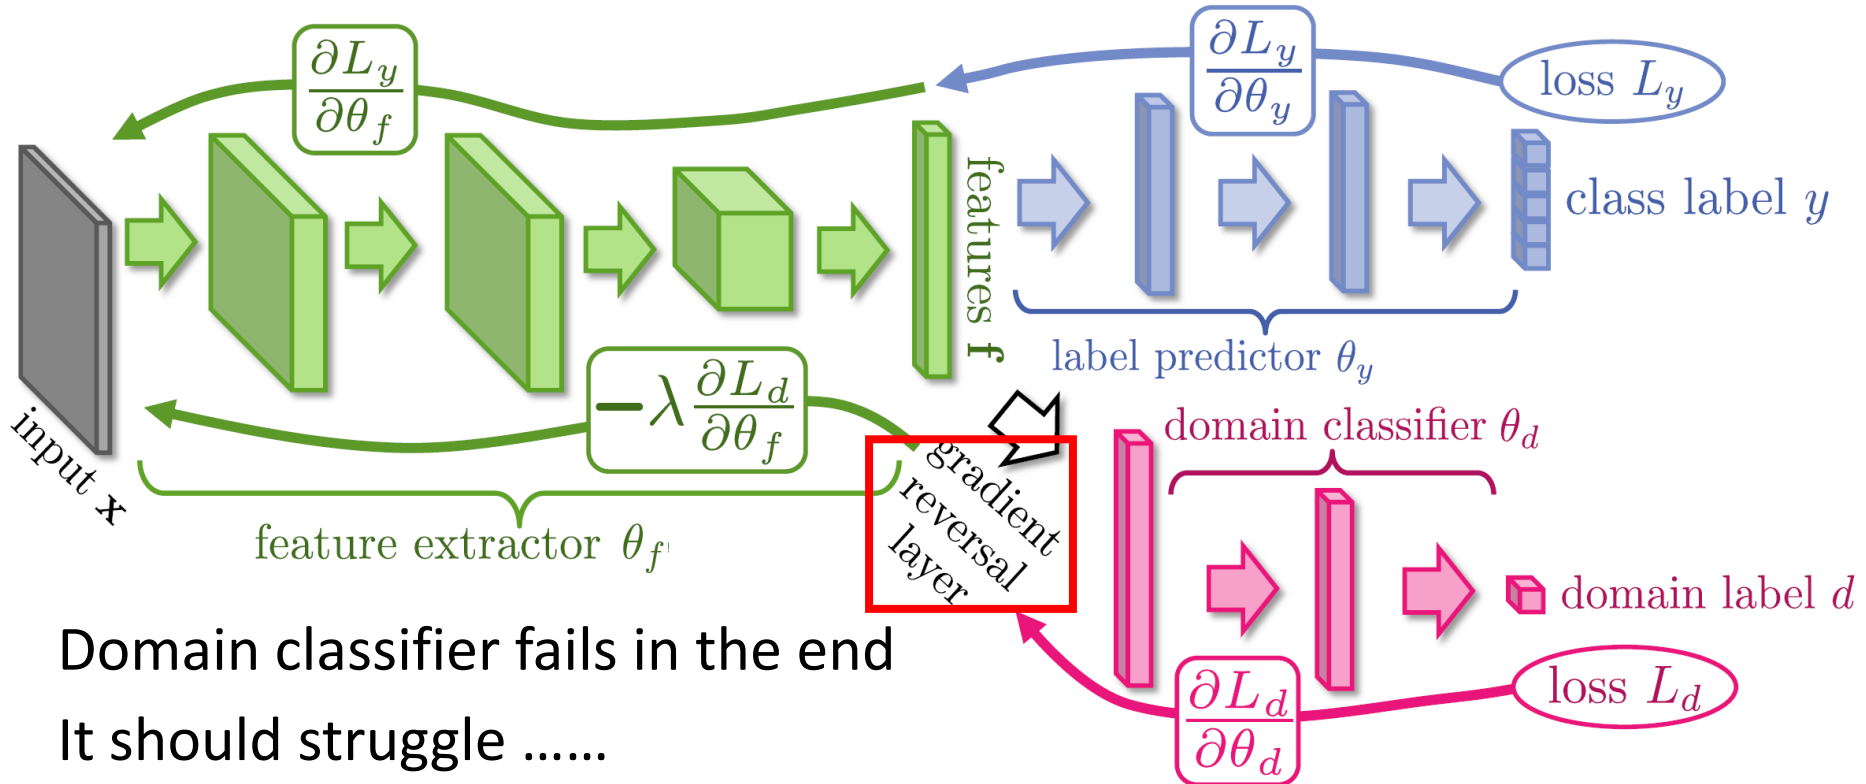 ∂L_y
∂θ_f
∂L_y
∂θ_y
loss L_y
features f
class label y
label predictor θ_y
−λ ∂L_d
∂θ_f
input x
feature extractor θ_f
gradient
reversal
layer
domain classifier θ_d
domain label d
loss L_d
∂L_d
∂θ_d
Domain classifier fails in the end
It should struggle ......